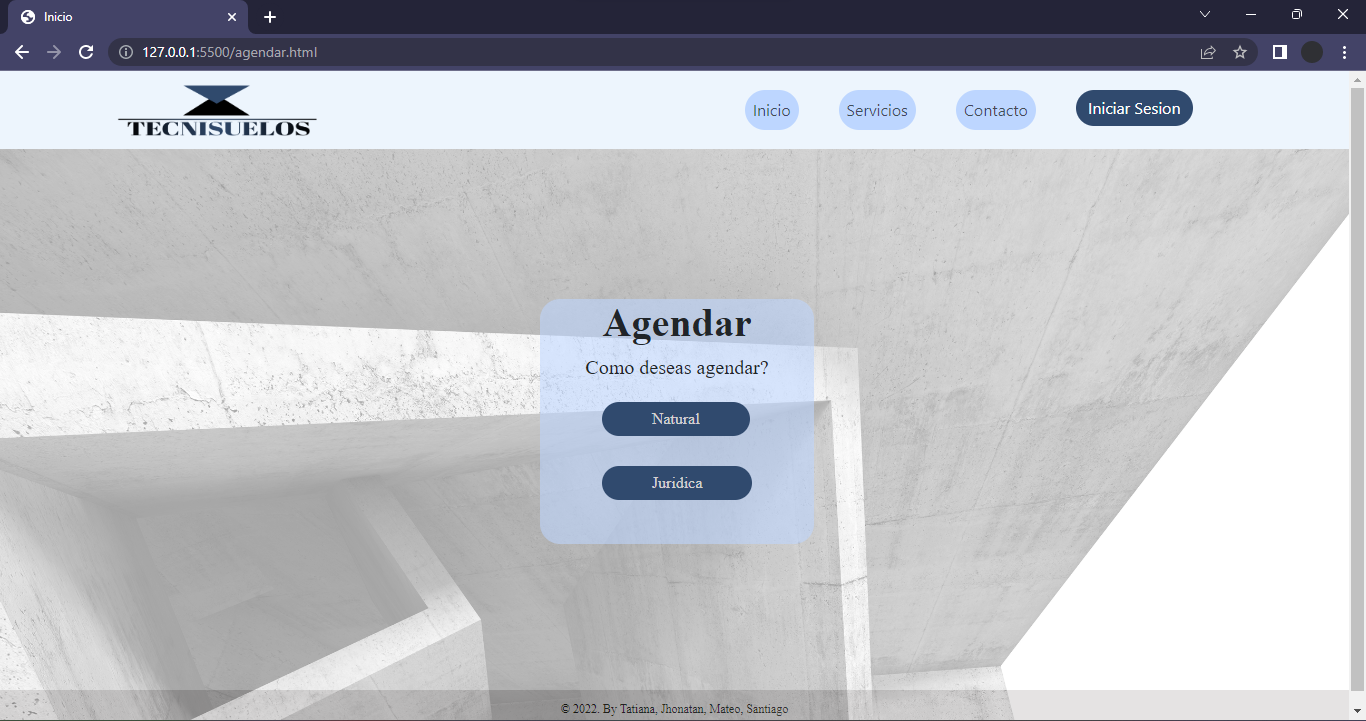 Inicio
127.0.0.1:5500/agendar.html
TECNISUELOS
Inicio
Servicios
Contacto
Iniciar Sesion
Agendar
Como deseas agendar?
Natural
Juridica
© 2022. By Tatiana, Jhonatan, Mateo, Santiago